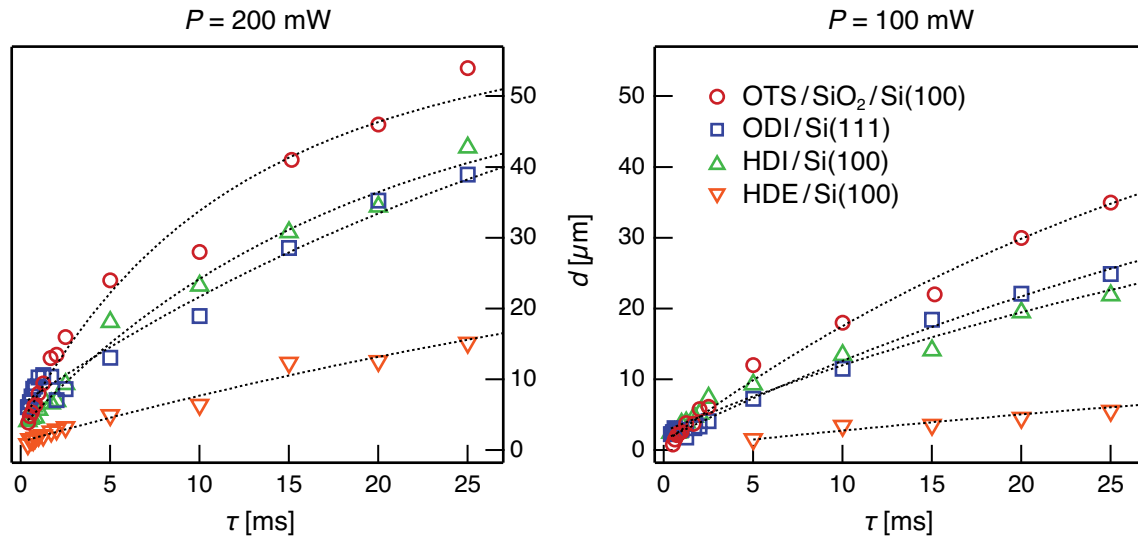 P = 200 mW
50
40
30
20
10
0
0
5
10
15
20
25
τ [ms]
d [µm]
P = 100 mW
50
40
30
20
10
0
OTS/SiO₂/Si(100)
ODI/Si(111)
HDI/Si(100)
HDE/Si(100)
0
5
10
15
20
25
τ [ms]